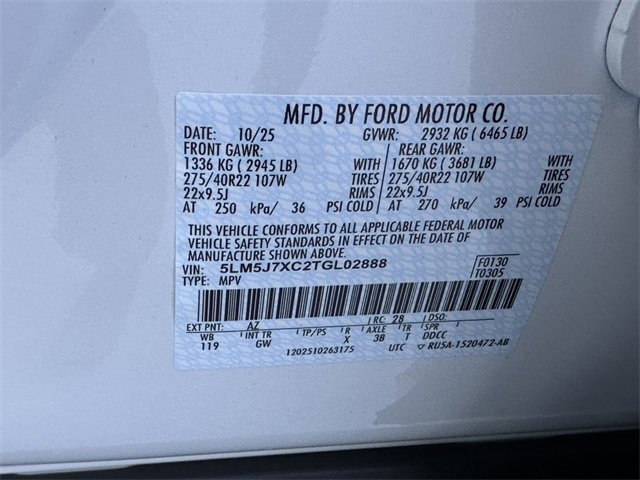 MFD. BY FORD MOTOR CO.
DATE: 10/25 GVWR: 2932 KG ( 6465 LB)
FRONT GAWR: REAR GAWR:
1336 KG ( 2945 LB) WITH 1670 KG ( 3681 LB) WITH
275/40R22 107W TIRES 275/40R22 107W TIRES
22x9.5J RIMS 22x9.5J RIMS
AT 250 kPa/ 36 PSI COLD AT 270 kPa/ 39 PSI COLD
THIS VEHICLE CONFORMS TO ALL APPLICABLE FEDERAL MOTOR
VEHICLE SAFETY STANDARDS IN EFFECT ON THE DATE OF
MANUFACTURE SHOWN ABOVE.
VIN: 5LM5J7XC2TGL02888 F0130
TYPE: MPV T0305
EXT PNT: AZ RC: 28 DSO:
WB INT TR TP/PS R AXLE TR SPR
119 GW X 3B T DDCC
1202510263175 UTC ▽ RU5A-1520472-AB